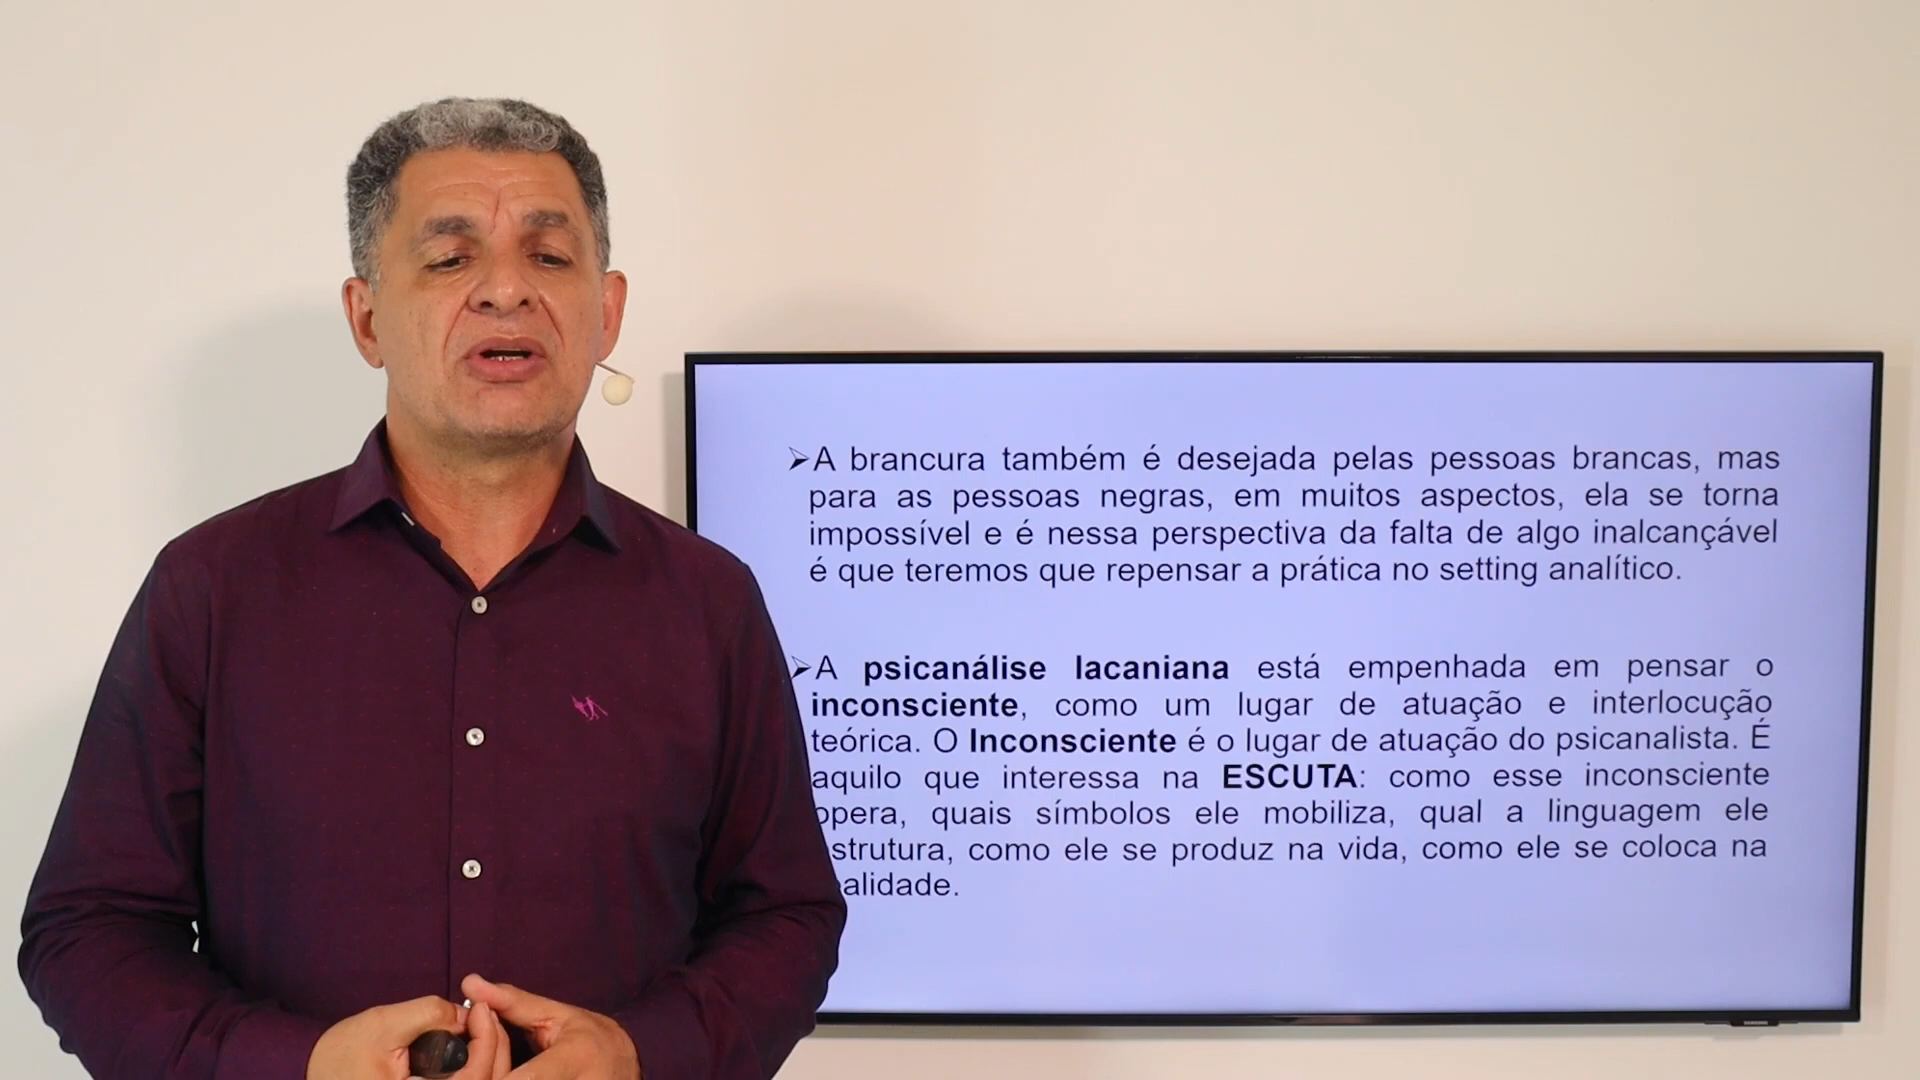 ➢A brancura também é desejada pelas pessoas brancas, mas
para as pessoas negras, em muitos aspectos, ela se torna
impossível e é nessa perspectiva da falta de algo inalcançável
é que teremos que repensar a prática no setting analítico.
➢A psicanálise lacaniana está empenhada em pensar o
inconsciente, como um lugar de atuação e interlocução
teórica. O Inconsciente é o lugar de atuação do psicanalista. É
aquilo que interessa na ESCUTA: como esse inconsciente
opera, quais símbolos ele mobiliza, qual a linguagem ele
strutura, como ele se produz na vida, como ele se coloca na
alidade.
SAMSUNG